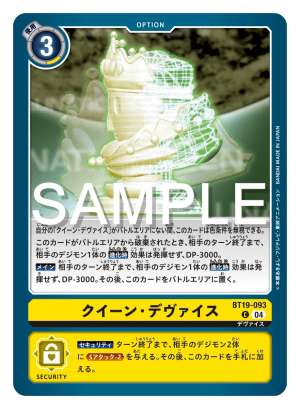 OPTION
使用
3
SAMPLE
自分の「クイーン・デヴァイス」がバトルエリアにない間、このカードは色条件を無視できる。
このカードがバトルエリアから破棄されたとき、相手のターン終了まで、
相手のデジモン1体の【進化時】効果は発揮せず、DP-3000。
【メイン】相手のターン終了まで、相手のデジモン1体の【進化時】効果は発
揮せず、DP-3000。その後、このカードをバトルエリアに置く。
BT19-093
クイーン・デヴァイス
C 04
デヴァイス
SECURITY
【セキュリティ】ターン終了まで、相手のデジモン2体
に≪Sアタック-2≫を与える。その後、このカードを手札に加
える。